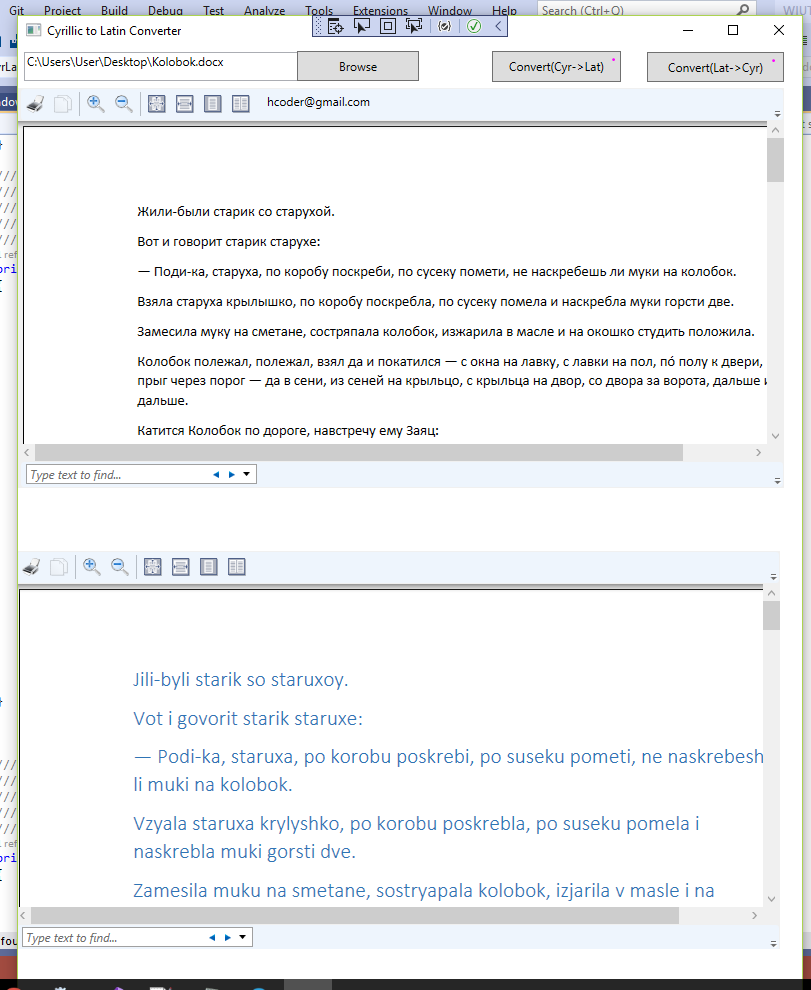 Git Project Build Debug Test Analyze Tools Extensions Window Help Search (Ctrl+Q) WIUT
Cyrillic to Latin Converter
C:\Users\User\Desktop\Kolobok.docx Browse Convert(Cyr->Lat) Convert(Lat->Cyr)
hcoder@gmail.com
Жили-были старик со старухой.
Вот и говорит старик старухе:
— Поди-ка, старуха, по коробу поскреби, по сусеку помети, не наскребешь ли муки на колобок.
Взяла старуха крылышко, по коробу поскребла, по сусеку помела и наскребла муки горсти две.
Замесила муку на сметане, состряпала колобок, изжарила в масле и на окошко студить положила.
Колобок полежал, полежал, взял да и покатился — с окна на лавку, с лавки на пол, по́ полу к двери,
прыг через порог — да в сени, из сеней на крыльцо, с крыльца на двор, со двора за ворота, дальше и
дальше.
Катится Колобок по дороге, навстречу ему Заяц:
Type text to find...
Jili-byli starik so staruxoy.
Vot i govorit starik staruxe:
— Podi-ka, staruxa, po korobu poskrebi, po suseku pometi, ne naskrebesh
li muki na kolobok.
Vzyala staruxa krylyshko, po korobu poskrebla, po suseku pomela i
naskrebla muki gorsti dve.
Zamesila muku na smetane, sostryapala kolobok, izjarila v masle i na
Type text to find...